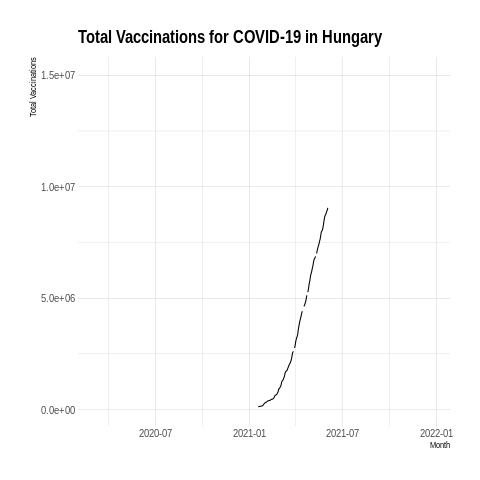 Total Vaccinations for COVID-19 in Hungary
Total Vaccinations
1.5e+07
1.0e+07
5.0e+06
0.0e+00
2020-07 2021-01 2021-07 2022-01
Month